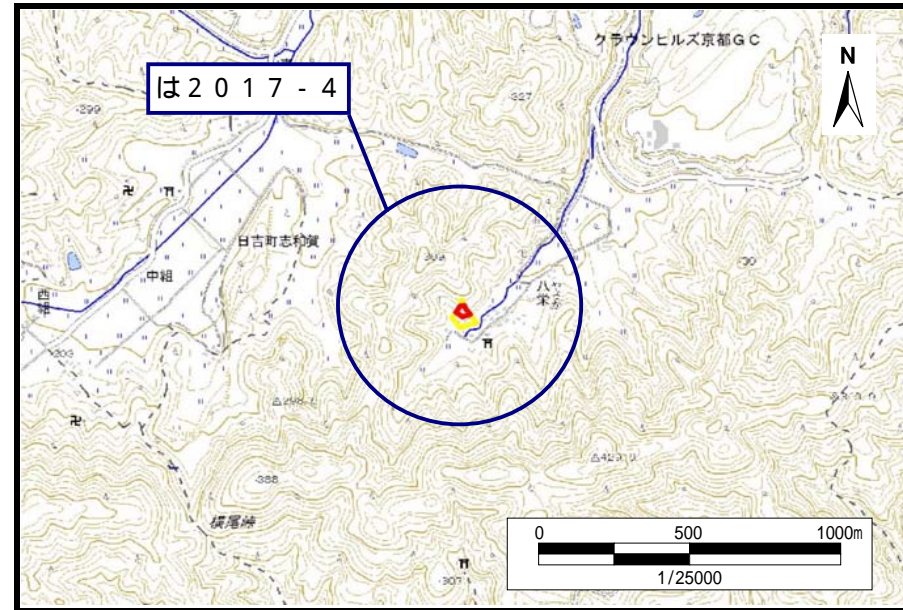 クラウンヒルズ京都GC
N
は2017-4
・299
・327
日吉町志和賀
中組
西組
八栄
・203
・388
横尾峠
0 500 1000m
1/25000
・307